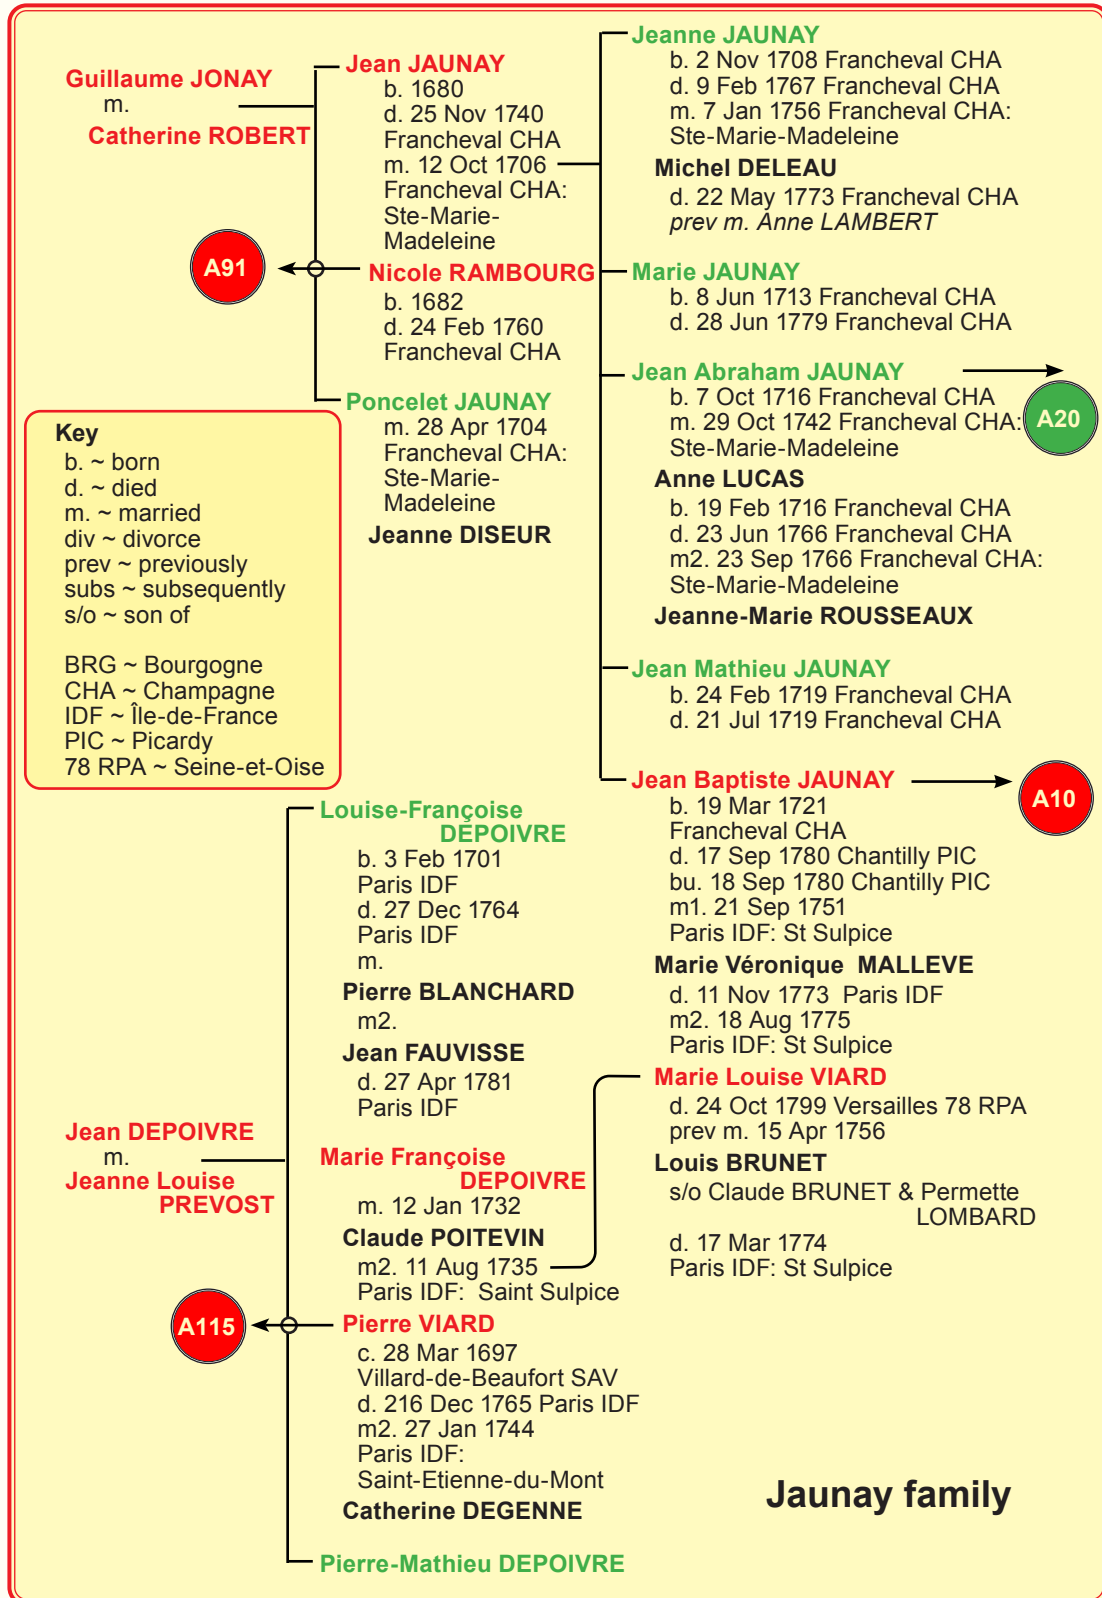 Guillaume JONAY
m.
Catherine ROBERT
Jean JAUNAY
b. 1680
d. 25 Nov 1740
Francheval CHA
m. 12 Oct 1706
Francheval CHA:
Ste-Marie-
Madeleine
A91
Nicole RAMBOURG
b. 1682
d. 24 Feb 1760
Francheval CHA
Poncelet JAUNAY
m. 28 Apr 1704
Francheval CHA:
Ste-Marie-
Madeleine
Jeanne DISEUR
Jeanne JAUNAY
b. 2 Nov 1708 Francheval CHA
d. 9 Feb 1767 Francheval CHA
m. 7 Jan 1756 Francheval CHA:
Ste-Marie-Madeleine
Michel DELEAU
d. 22 May 1773 Francheval CHA
prev m. Anne LAMBERT
Marie JAUNAY
b. 8 Jun 1713 Francheval CHA
d. 28 Jun 1779 Francheval CHA
Jean Abraham JAUNAY
b. 7 Oct 1716 Francheval CHA
m. 29 Oct 1742 Francheval CHA:
Ste-Marie-Madeleine
A20
Anne LUCAS
b. 19 Feb 1716 Francheval CHA
d. 23 Jun 1766 Francheval CHA
m2. 23 Sep 1766 Francheval CHA:
Ste-Marie-Madeleine
Jeanne-Marie ROUSSEAUX
Jean Mathieu JAUNAY
b. 24 Feb 1719 Francheval CHA
d. 21 Jul 1719 Francheval CHA
Jean Baptiste JAUNAY
A10
b. 19 Mar 1721
Francheval CHA
d. 17 Sep 1780 Chantilly PIC
bu. 18 Sep 1780 Chantilly PIC
m1. 21 Sep 1751
Paris IDF: St Sulpice
Marie Véronique MALLEVE
d. 11 Nov 1773 Paris IDF
m2. 18 Aug 1775
Paris IDF: St Sulpice
Marie Louise VIARD
d. 24 Oct 1799 Versailles 78 RPA
prev m. 15 Apr 1756
Louis BRUNET
s/o Claude BRUNET & Permette
LOMBARD
d. 17 Mar 1774
Paris IDF: St Sulpice
Key
b. ~ born
d. ~ died
m. ~ married
div ~ divorce
prev ~ previously
subs ~ subsequently
s/o ~ son of
BRG ~ Bourgogne
CHA ~ Champagne
IDF ~ Île-de-France
PIC ~ Picardy
78 RPA ~ Seine-et-Oise
Jean DEPOIVRE
m.
Jeanne Louise
PREVOST
Louise-Françoise
DEPOIVRE
b. 3 Feb 1701
Paris IDF
d. 27 Dec 1764
Paris IDF
m.
Pierre BLANCHARD
m2.
Jean FAUVISSE
d. 27 Apr 1781
Paris IDF
Marie Françoise
DEPOIVRE
m. 12 Jan 1732
Claude POITEVIN
m2. 11 Aug 1735
Paris IDF: Saint Sulpice
A115
Pierre VIARD
c. 28 Mar 1697
Villard-de-Beaufort SAV
d. 216 Dec 1765 Paris IDF
m2. 27 Jan 1744
Paris IDF:
Saint-Etienne-du-Mont
Catherine DEGENNE
Pierre-Mathieu DEPOIVRE
Jaunay family